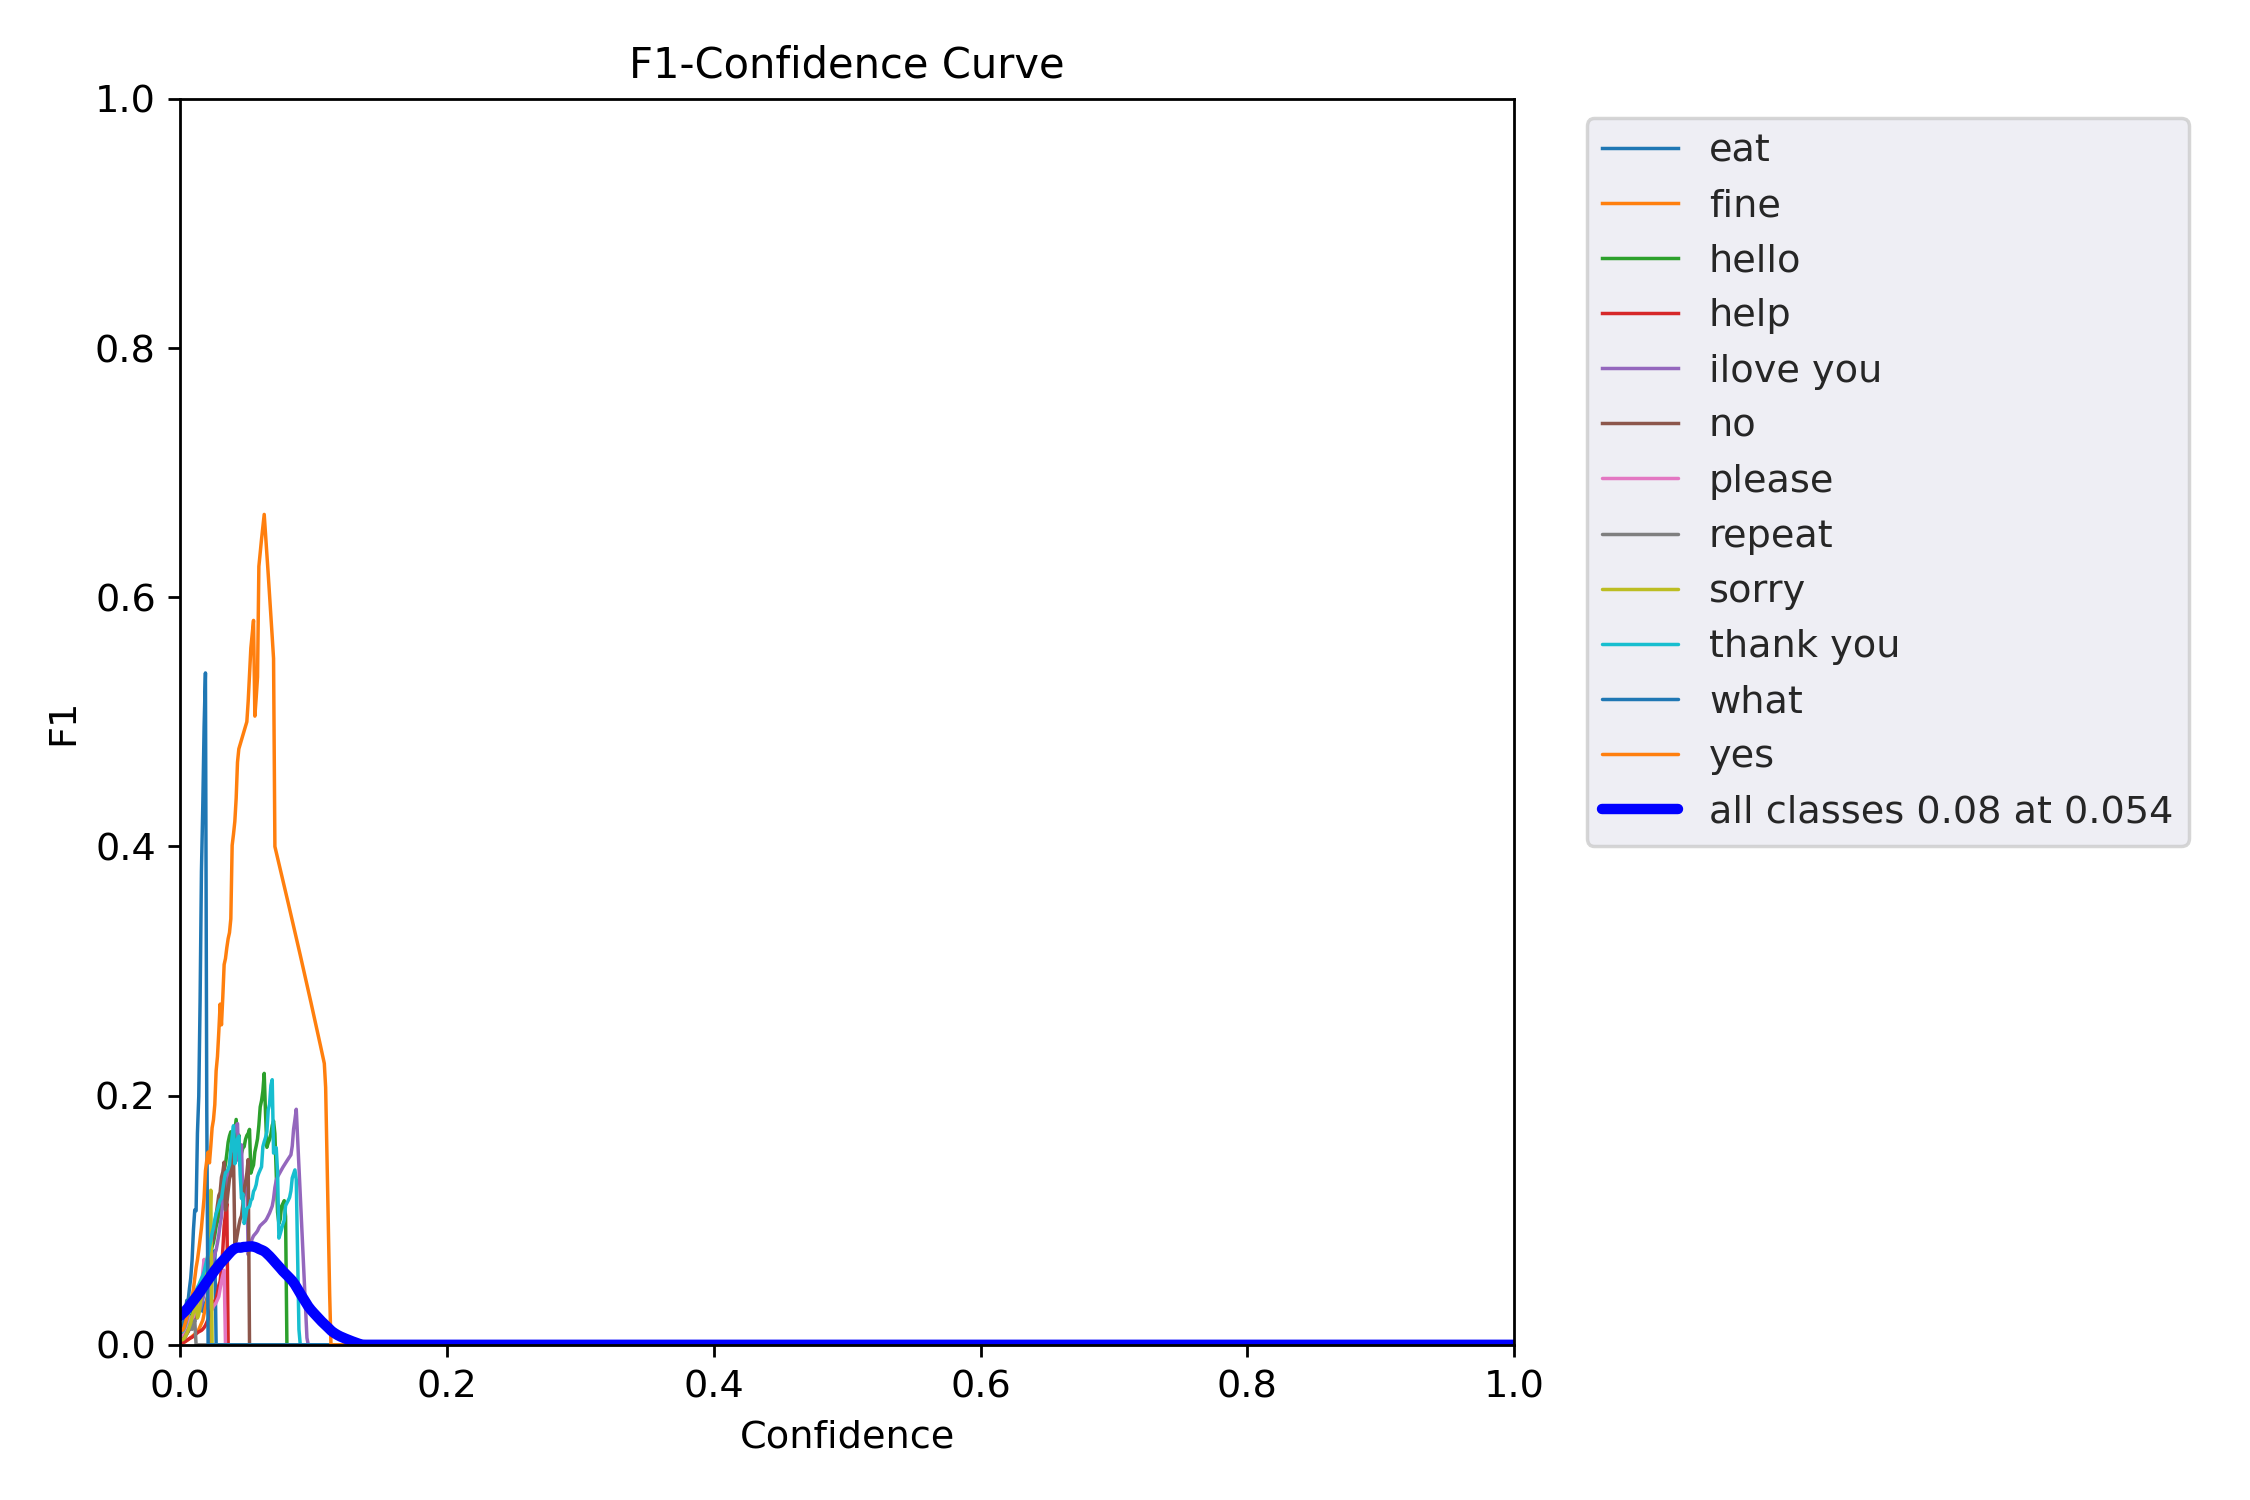 F1-Confidence Curve
1.0
0.8
0.6
0.4
0.2
0.0
F1
0.0 0.2 0.4 0.6 0.8 1.0
Confidence
eat
fine
hello
help
ilove you
no
please
repeat
sorry
thank you
what
yes
all classes 0.08 at 0.054